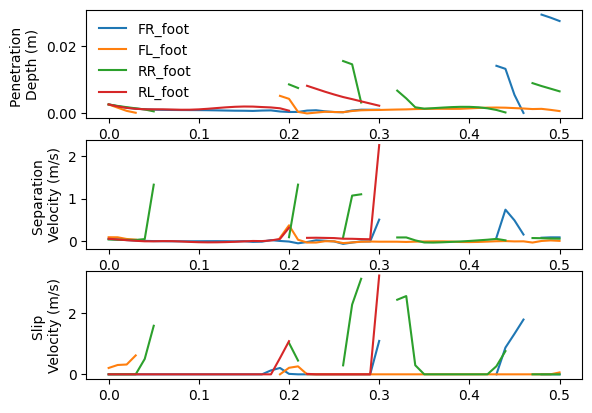 Penetration
Depth (m)
0.02
0.00
FR_foot
FL_foot
RR_foot
RL_foot
0.0 0.1 0.2 0.3 0.4 0.5
Separation
Velocity (m/s)
2
1
0
0.0 0.1 0.2 0.3 0.4 0.5
Slip
Velocity (m/s)
2
0
0.0 0.1 0.2 0.3 0.4 0.5